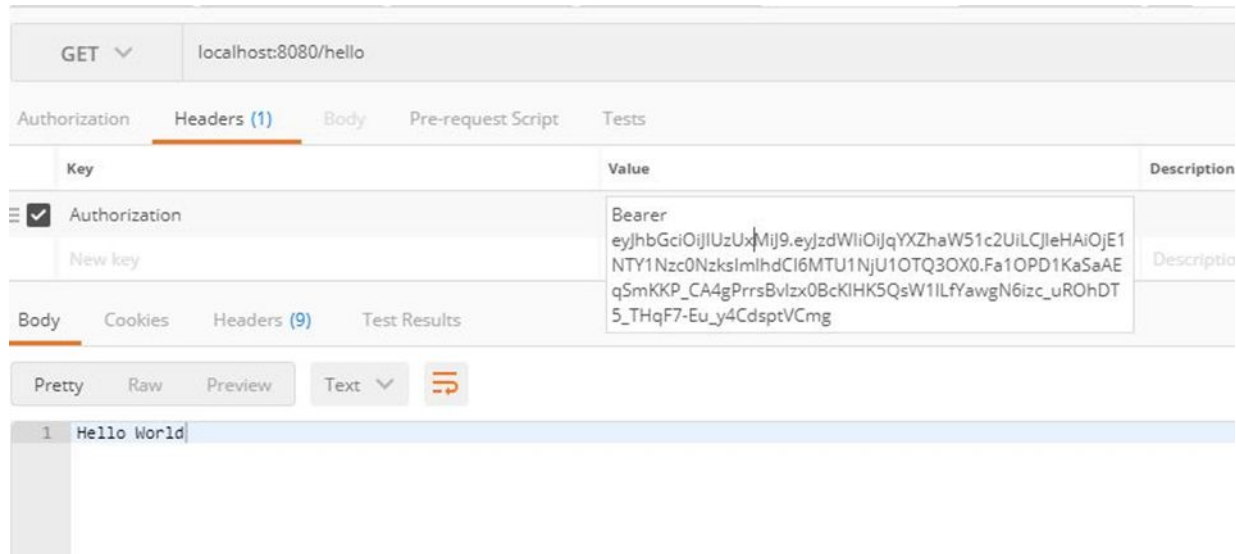 GET localhost:8080/hello
Authorization Headers (1) Body Pre-request Script Tests
Key Value Description
Authorization Bearer
eyJhbGciOiJIUzUxMiJ9.eyJzdWIiOiJqYXZhaW51c2UiLCJleHAiOjE1
NTY1Nzc0NzksImlhdCI6MTU1NjU1OTQ3OX0.Fa1OPD1KaSaAE
qSmKKP_CA4gPrrsBvIzx0BcKIHK5QsW1ILfYawgN6izc_uROhDT
5_THqF7-Eu_y4CdsptVCmg
New key Descriptio
Body Cookies Headers (9) Test Results
Pretty Raw Preview Text
1 Hello World